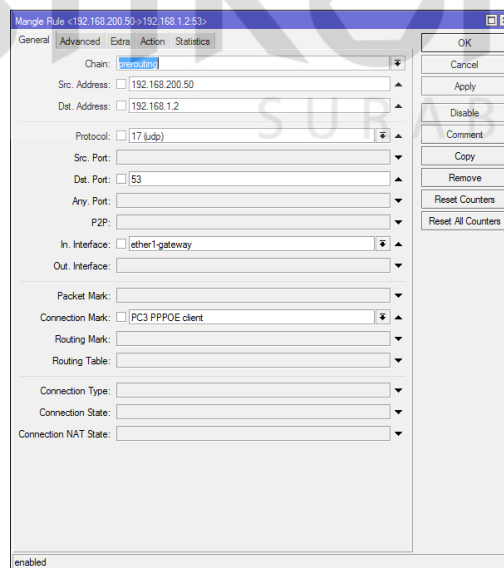 Mangle Rule <192.168.200.50->192.168.1.2:53>
General Advanced Extra Action Statistics
Chain: prerouting
Src. Address: 192.168.200.50
Dst. Address: 192.168.1.2
Protocol: 17 (udp)
Src. Port:
Dst. Port: 53
Any. Port:
P2P:
In. Interface: ether1-gateway
Out. Interface:
Packet Mark:
Connection Mark: PC3 PPPOE client
Routing Mark:
Routing Table:
Connection Type:
Connection State:
Connection NAT State:
OK
Cancel
Apply
Disable
Comment
Copy
Remove
Reset Counters
Reset All Counters
enabled
SURAB